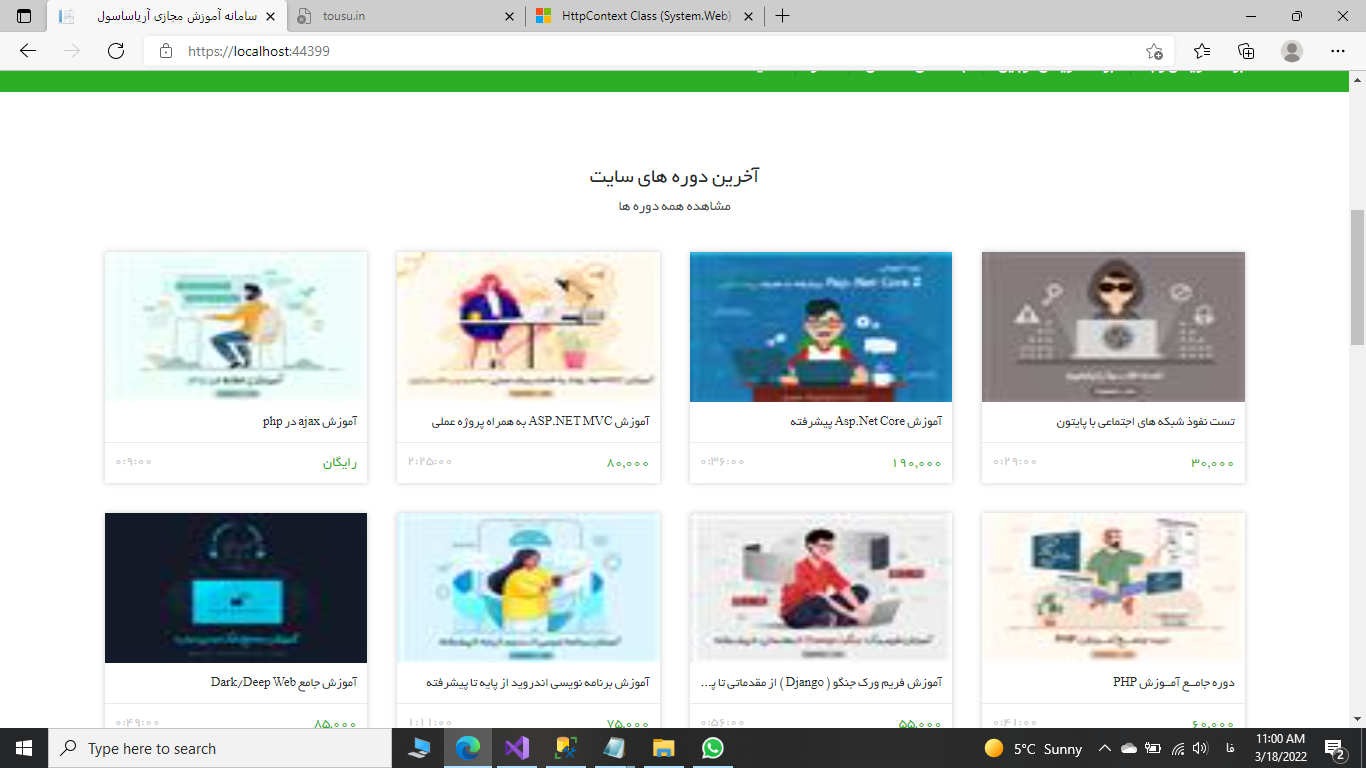 سامانه آموزش مجازی آریاساسول
tousu.in
HttpContext Class (System.Web)
https://localhost:44399
آخرین دوره های سایت
مشاهده همه دوره ها
تست نفوذ شبکه های اجتماعی با پایتون
۳۰,۰۰۰
۰:۲۹:۰۰
آموزش Asp.Net Core پیشرفته
۱۹۰,۰۰۰
۰:۳۶:۰۰
آموزش ASP.NET MVC به همراه پروژه عملی
۸۰,۰۰۰
۲:۲۵:۰۰
آموزش ajax در php
رایگان
۰:۹:۰۰
دوره جامــع آمــوزش PHP
۶۰,۰۰۰
۰:۴۱:۰۰
آموزش فریم ورک جنگو ( Django ) از مقدماتی تا پ...
۵۵,۰۰۰
۰:۵۶:۰۰
آموزش برنامه نویسی اندروید از پایه تا پیشرفته
۷۵,۰۰۰
۱:۱۱:۰۰
آموزش جامع Dark/Deep Web
۸۵,۰۰۰
۰:۴۹:۰۰
Type here to search
5°C Sunny
فا
11:00 AM
3/18/2022
2